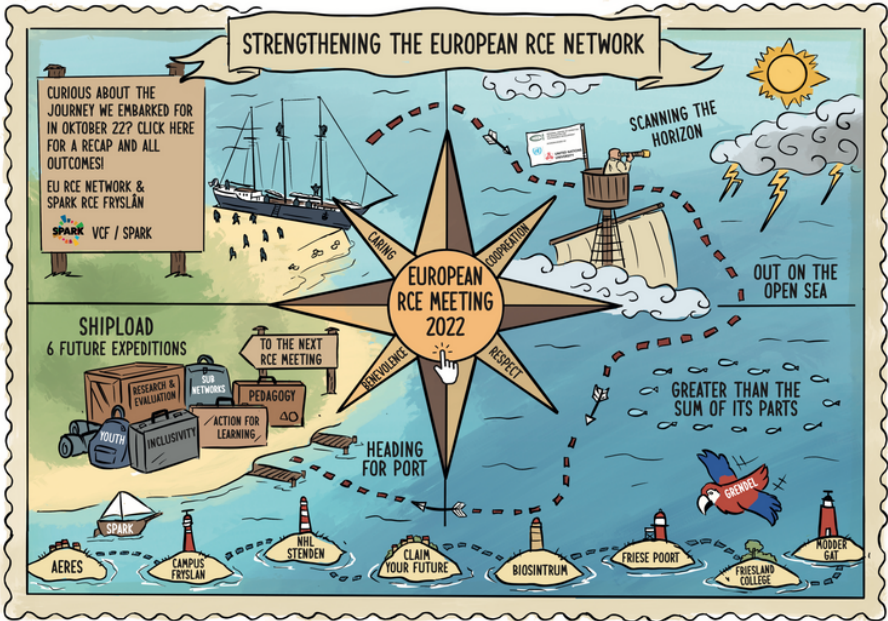 STRENGTHENING THE EUROPEAN RCE NETWORK
CURIOUS ABOUT THE
JOURNEY WE EMBARKED FOR
IN OKTOBER 22? CLICK HERE
FOR A RECAP AND ALL
OUTCOMES!
EU RCE NETWORK &
SPARK RCE FRYSLÂN
SPARK
VCF / SPARK
SCANNING THE
HORIZON
UNITED NATIONS
UNIVERSITY
OUT ON THE
OPEN SEA
CARING
COOPREATION
EUROPEAN
RCE MEETING
2022
BENEVOLENCE
RESPECT
SHIPLOAD
6 FUTURE EXPEDITIONS
TO THE NEXT
RCE MEETING
RESEARCH &
EVALUATION
SUB
NETWORKS
PEDAGOGY
YOUTH
INCLUSIVITY
ACTION FOR
LEARNING
GREATER THAN THE
SUM OF ITS PARTS
HEADING
FOR PORT
GRENDEL
SPARK
AERES
CAMPUS
FRYSLAN
NHL
STENDEN
CLAIM
YOUR FUTURE
BIOSINTRUM
FRIESE POORT
FRIESLAND
COLLEGE
MODDER
GAT